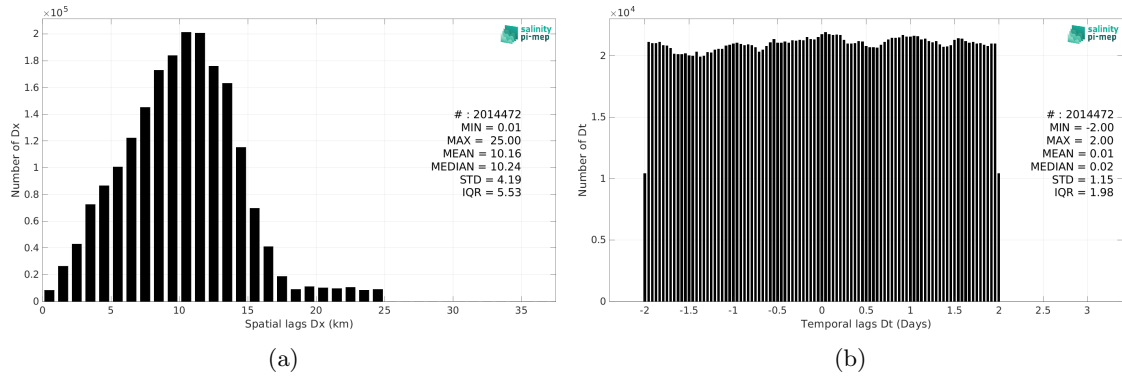 ×10⁵
2
1.8
1.6
1.4
1.2
1
0.8
0.6
0.4
0.2
0
Number of Dx
0 5 10 15 20 25 30 35
Spatial lags Dx (km)
salinity
pi-mep
# : 2014472
MIN = 0.01
MAX = 25.00
MEAN = 10.16
MEDIAN = 10.24
STD = 4.19
IQR = 5.53
(a)
×10⁴
2
1.5
1
0.5
0
Number of Dt
-2 -1.5 -1 -0.5 0 0.5 1 1.5 2 2.5 3
Temporal lags Dt (Days)
salinity
pi-mep
# : 2014472
MIN = -2.00
MAX = 2.00
MEAN = 0.01
MEDIAN = 0.02
STD = 1.15
IQR = 1.98
(b)